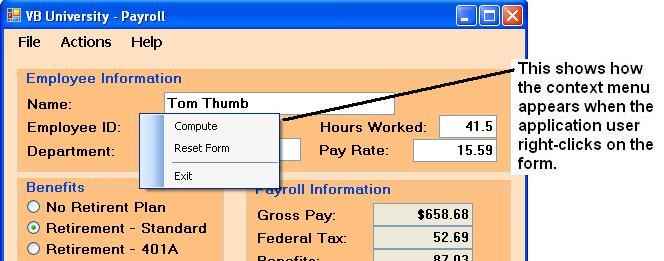 VB University - Payroll
File Actions Help
Employee Information
Name: Tom Thumb
Employee ID: Hours Worked: 41.5
Department: Pay Rate: 15.59
Compute
Reset Form
Exit
Benefits
No Retirent Plan
Retirement - Standard
Retirement - 401A
Payroll Information
Gross Pay: $658.68
Federal Tax: 52.69
Benefits: 87.03
This shows how
the context menu
appears when the
application user
right-clicks on the
form.